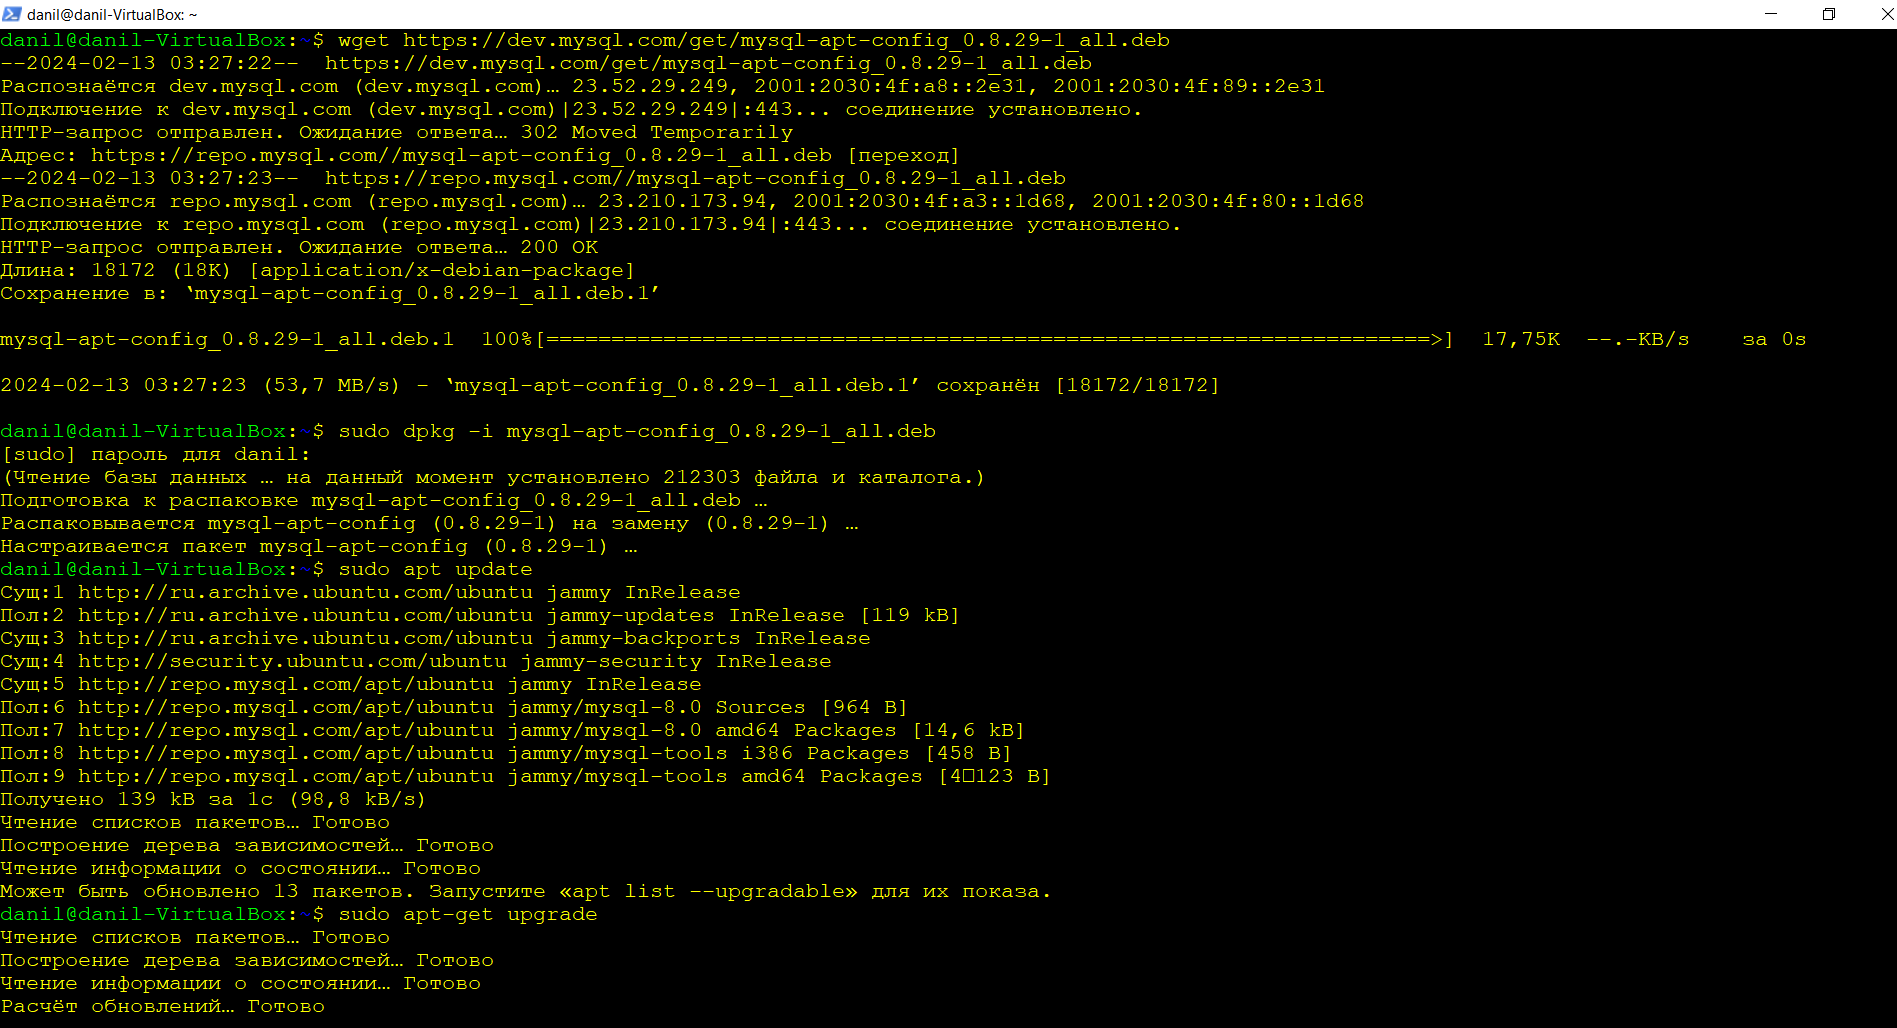 danil@danil-VirtualBox: ~
danil@danil-VirtualBox:~$ wget https://dev.mysql.com/get/mysql-apt-config_0.8.29-1_all.deb
--2024-02-13 03:27:22--  https://dev.mysql.com/get/mysql-apt-config_0.8.29-1_all.deb
Распознаётся dev.mysql.com (dev.mysql.com)… 23.52.29.249, 2001:2030:4f:a8::2e31, 2001:2030:4f:89::2e31
Подключение к dev.mysql.com (dev.mysql.com)|23.52.29.249|:443... соединение установлено.
HTTP-запрос отправлен. Ожидание ответа… 302 Moved Temporarily
Адрес: https://repo.mysql.com//mysql-apt-config_0.8.29-1_all.deb [переход]
--2024-02-13 03:27:23--  https://repo.mysql.com//mysql-apt-config_0.8.29-1_all.deb
Распознаётся repo.mysql.com (repo.mysql.com)… 23.210.173.94, 2001:2030:4f:a3::1d68, 2001:2030:4f:80::1d68
Подключение к repo.mysql.com (repo.mysql.com)|23.210.173.94|:443... соединение установлено.
HTTP-запрос отправлен. Ожидание ответа… 200 OK
Длина: 18172 (18K) [application/x-debian-package]
Сохранение в: ‘mysql-apt-config_0.8.29-1_all.deb.1’
mysql-apt-config_0.8.29-1_all.deb.1  100%[====================================================================>]  17,75K  --.-KB/s    за 0s
2024-02-13 03:27:23 (53,7 MB/s) - ‘mysql-apt-config_0.8.29-1_all.deb.1’ сохранён [18172/18172]
danil@danil-VirtualBox:~$ sudo dpkg -i mysql-apt-config_0.8.29-1_all.deb
[sudo] пароль для danil:
(Чтение базы данных … на данный момент установлено 212303 файла и каталога.)
Подготовка к распаковке mysql-apt-config_0.8.29-1_all.deb …
Распаковывается mysql-apt-config (0.8.29-1) на замену (0.8.29-1) …
Настраивается пакет mysql-apt-config (0.8.29-1) …
danil@danil-VirtualBox:~$ sudo apt update
Сущ:1 http://ru.archive.ubuntu.com/ubuntu jammy InRelease
Пол:2 http://ru.archive.ubuntu.com/ubuntu jammy-updates InRelease [119 kB]
Сущ:3 http://ru.archive.ubuntu.com/ubuntu jammy-backports InRelease
Сущ:4 http://security.ubuntu.com/ubuntu jammy-security InRelease
Сущ:5 http://repo.mysql.com/apt/ubuntu jammy InRelease
Пол:6 http://repo.mysql.com/apt/ubuntu jammy/mysql-8.0 Sources [964 B]
Пол:7 http://repo.mysql.com/apt/ubuntu jammy/mysql-8.0 amd64 Packages [14,6 kB]
Пол:8 http://repo.mysql.com/apt/ubuntu jammy/mysql-tools i386 Packages [458 B]
Пол:9 http://repo.mysql.com/apt/ubuntu jammy/mysql-tools amd64 Packages [4□123 B]
Получено 139 kB за 1с (98,8 kB/s)
Чтение списков пакетов… Готово
Построение дерева зависимостей… Готово
Чтение информации о состоянии… Готово
Может быть обновлено 13 пакетов. Запустите «apt list --upgradable» для их показа.
danil@danil-VirtualBox:~$ sudo apt-get upgrade
Чтение списков пакетов… Готово
Построение дерева зависимостей… Готово
Чтение информации о состоянии… Готово
Расчёт обновлений… Готово